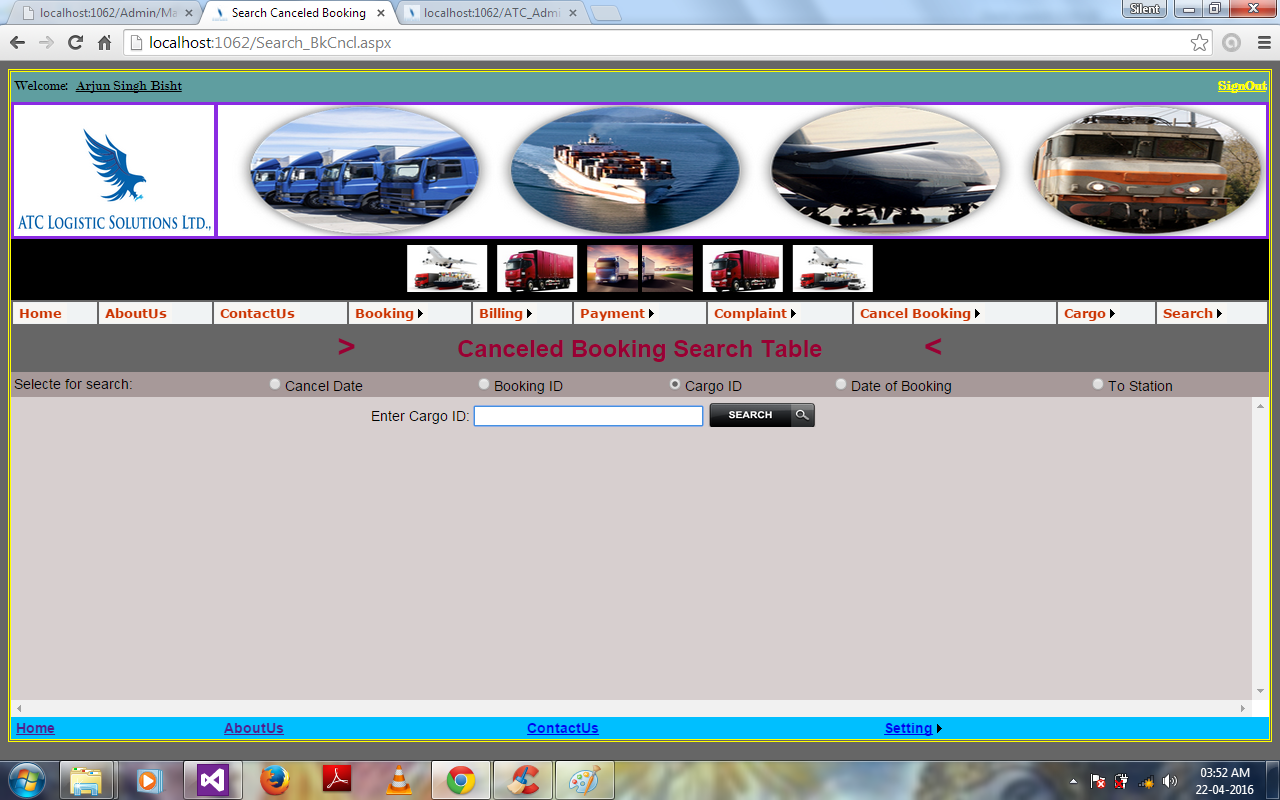 localhost:1062/Admin/Ma
Search Canceled Booking
localhost:1062/ATC_Admi
Silent
localhost:1062/Search_BkCncl.aspx
Welcome: Arjun Singh Bisht
SignOut
ATC LOGISTIC SOLUTIONS LTD.,
Home AboutUs ContactUs Booking Billing Payment Complaint Cancel Booking Cargo Search
> Canceled Booking Search Table <
Selecte for search: Cancel Date Booking ID Cargo ID Date of Booking To Station
Enter Cargo ID: SEARCH
Home AboutUs ContactUs Setting
03:52 AM
22-04-2016